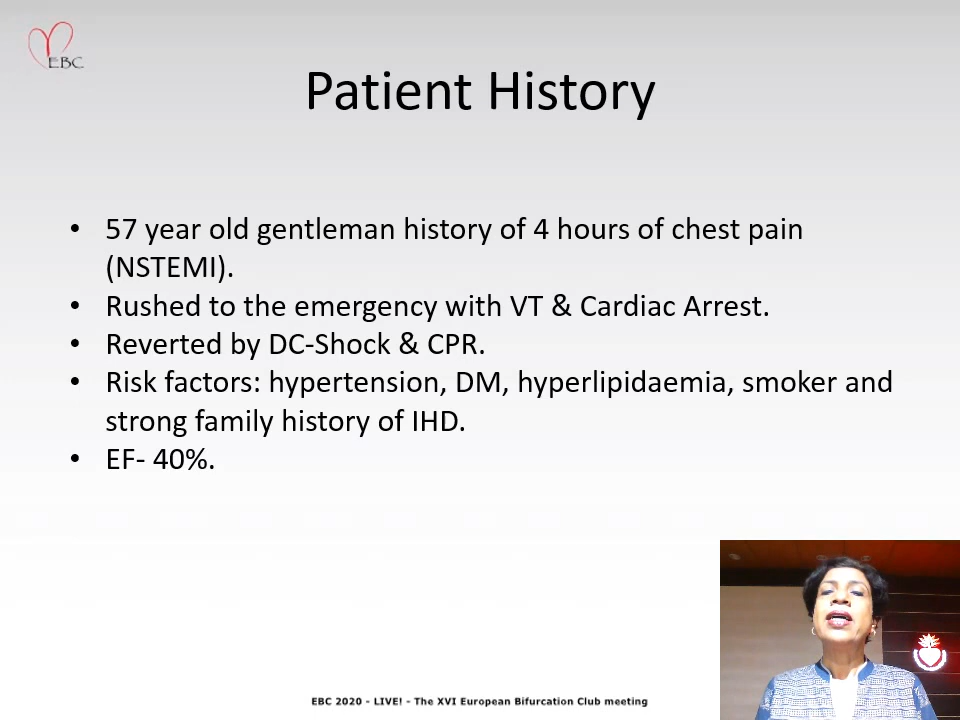 EBC
Patient History
• 57 year old gentleman history of 4 hours of chest pain
(NSTEMI).
• Rushed to the emergency with VT & Cardiac Arrest.
• Reverted by DC-Shock & CPR.
• Risk factors: hypertension, DM, hyperlipidaemia, smoker and
strong family history of IHD.
• EF- 40%.
EBC 2020 - LIVE! - The XVI European Bifurcation Club meeting